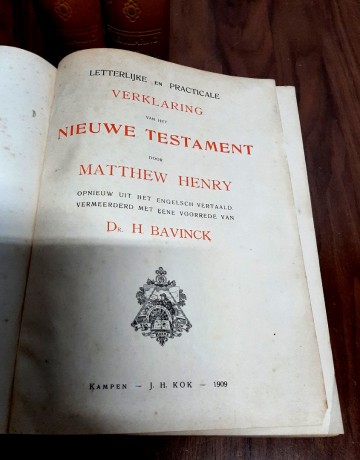 LETTERLIJKE EN PRACTICALE
VERKLARING
VAN HET
NIEUWE TESTAMENT
DOOR
MATTHEW HENRY
OPNIEUW UIT HET ENGELSCH VERTAALD.
VERMEERDERD MET EENE VOORREDE VAN
DR. H BAVINCK
KAMPEN — J. H. KOK — 1909